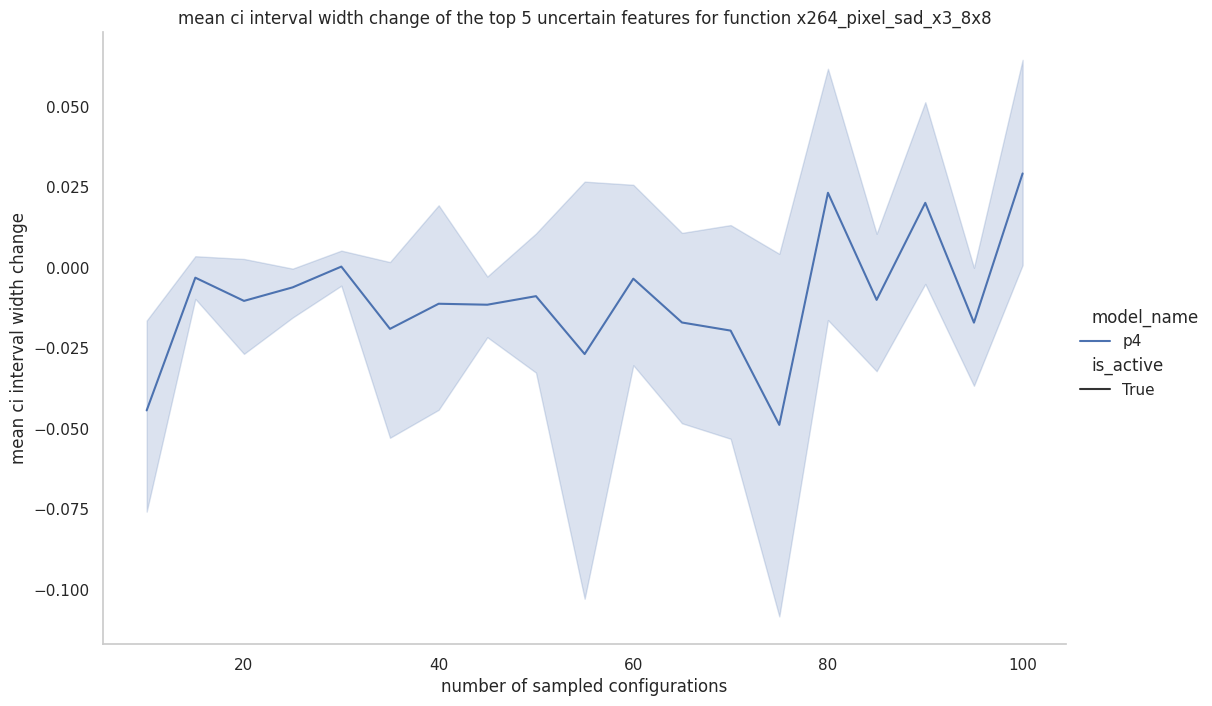 mean ci interval width change of the top 5 uncertain features for function x264_pixel_sad_x3_8x8
mean ci interval width change
0.050
0.025
0.000
−0.025
−0.050
−0.075
−0.100
20
40
60
80
100
number of sampled configurations
model_name
p4
is_active
True